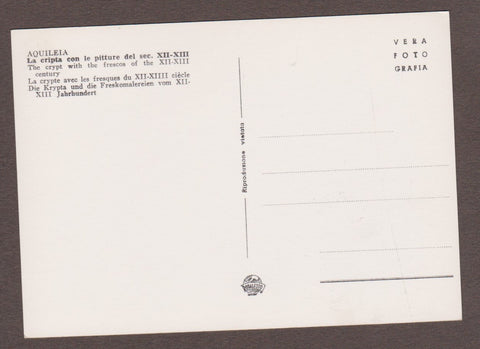 AQUILEIA
La cripta con le pitture del sec. XII-XIII
The crypt with the frescos of the XII-XIII
century
La crypte avec les fresques du XII-XIIII ciècle
Die Krypta und die Freskomalereien vom XII-
XIII Jahrhundert
VERA
FOTO
GRAFIA
Riproduzione vietata